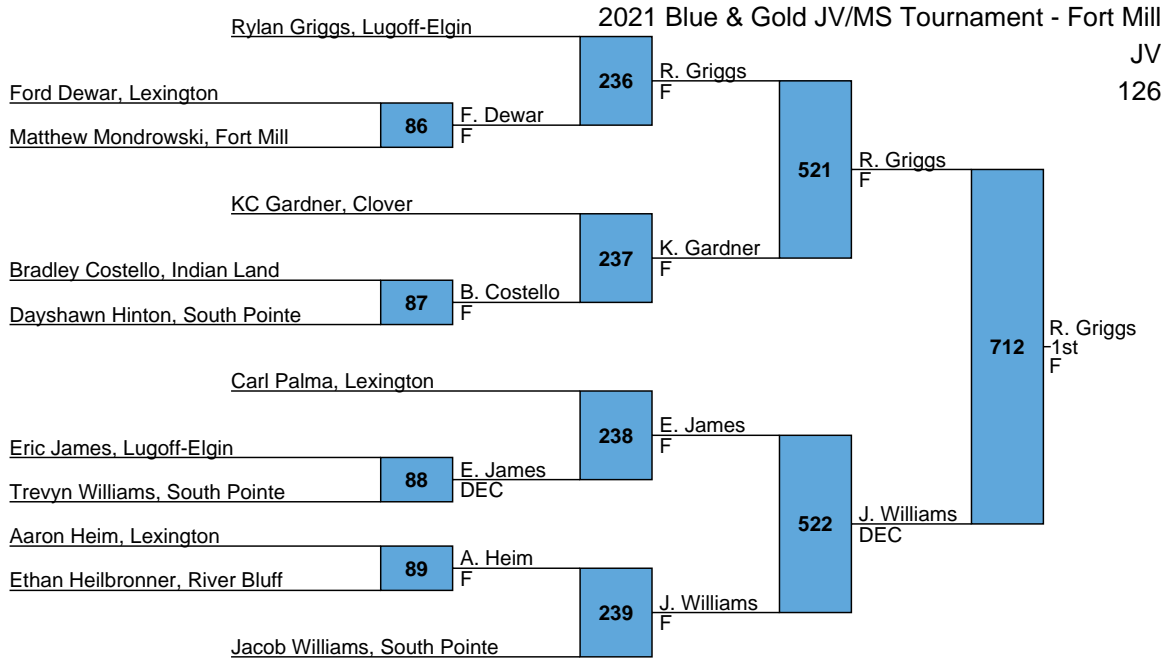 2021 Blue & Gold JV/MS Tournament - Fort Mill
JV
126
Rylan Griggs, Lugoff-Elgin
236
R. Griggs
F
Ford Dewar, Lexington
86
F. Dewar
F
Matthew Mondrowski, Fort Mill
521
R. Griggs
F
KC Gardner, Clover
237
K. Gardner
F
Bradley Costello, Indian Land
87
B. Costello
F
Dayshawn Hinton, South Pointe
712
R. Griggs
1st
F
Carl Palma, Lexington
238
E. James
F
Eric James, Lugoff-Elgin
88
E. James
DEC
Trevyn Williams, South Pointe
522
J. Williams
DEC
Aaron Heim, Lexington
89
A. Heim
F
Ethan Heilbronner, River Bluff
239
J. Williams
F
Jacob Williams, South Pointe